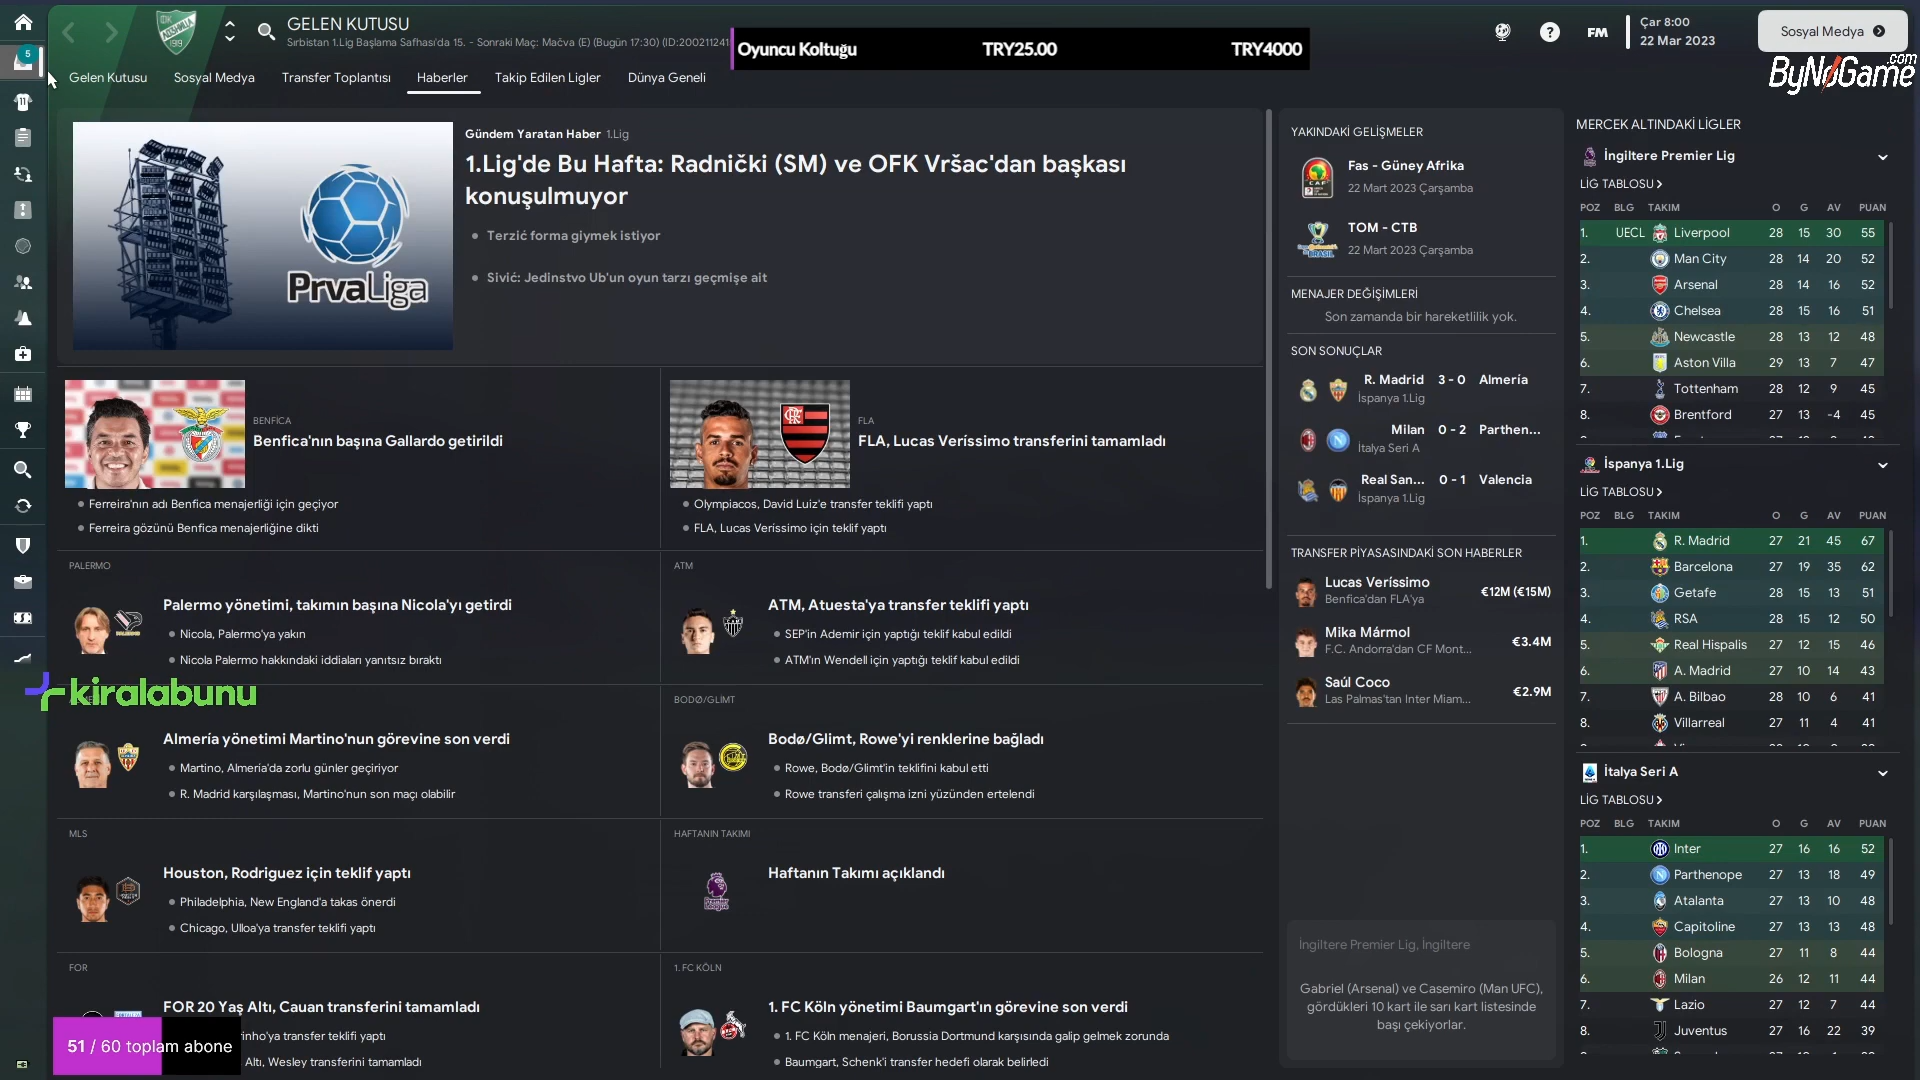 GELEN KUTUSU
Sırbistan 1.Lig Başlama Safhası'da 15. - Sonraki Maç: Mačva (E) (Bugün 17:30) (ID:200211241
Oyuncu Koltuğu TRY25.00 TRY4000
FM
Çar 8:00
22 Mar 2023
Sosyal Medya
ByNoGame.com
5
Gelen Kutusu Sosyal Medya Transfer Toplantısı Haberler Takip Edilen Ligler Dünya Geneli
Gündem Yaratan Haber 1.Lig
1.Lig'de Bu Hafta: Radnički (SM) ve OFK Vršac'dan başkası
konuşulmuyor
Terzić forma giymek istiyor
Sivić: Jedinstvo Ub'un oyun tarzı geçmişe ait
PrvaLiga
BENFİCA
Benfica'nın başına Gallardo getirildi
Ferreira'nın adı Benfica menajerliği için geçiyor
Ferreira gözünü Benfica menajerliğine dikti
FLA
FLA, Lucas Veríssimo transferini tamamladı
Olympiacos, David Luiz'e transfer teklifi yaptı
FLA, Lucas Veríssimo için teklif yaptı
PALERMO
Palermo yönetimi, takımın başına Nicola'yı getirdi
Nicola, Palermo'ya yakın
Nicola Palermo hakkındaki iddiaları yanıtsız bıraktı
ATM
ATM, Atuesta'ya transfer teklifi yaptı
SEP'in Ademir için yaptığı teklif kabul edildi
ATM'ın Wendell için yaptığı teklif kabul edildi
kiralabunu
Almería yönetimi Martino'nun görevine son verdi
Martino, Almería'da zorlu günler geçiriyor
R. Madrid karşılaşması, Martino'nun son maçı olabilir
BODØ/GLİMT
Bodø/Glimt, Rowe'yi renklerine bağladı
Rowe, Bodø/Glimt'in teklifini kabul etti
Rowe transferi çalışma izni yüzünden ertelendi
MLS
Houston, Rodriguez için teklif yaptı
Philadelphia, New England'a takas önerdi
Chicago, Ulloa'ya transfer teklifi yaptı
HAFTANIN TAKIMI
Haftanın Takımı açıklandı
FOR
FOR 20 Yaş Altı, Cauan transferini tamamladı
rinho'ya transfer teklifi yaptı
Altı, Wesley transferini tamamladı
51 / 60 toplam abone
1. FC KÖLN
1. FC Köln yönetimi Baumgart'ın görevine son verdi
1. FC Köln menajeri, Borussia Dortmund karşısında galip gelmek zorunda
Baumgart, Schenk'i transfer hedefi olarak belirledi
YAKINDAKİ GELİŞMELER
Fas - Güney Afrika
22 Mart 2023 Çarşamba
TOM - CTB
22 Mart 2023 Çarşamba
MENAJER DEĞİŞİMLERİ
Son zamanda bir hareketlilik yok.
SON SONUÇLAR
R. Madrid 3 - 0 Almería
İspanya 1.Lig
Milan 0 - 2 Parthen...
İtalya Seri A
Real San... 0 - 1 Valencia
İspanya 1.Lig
TRANSFER PİYASASINDAKİ SON HABERLER
Lucas Veríssimo €12M (€15M)
Benfica'dan FLA'ya
Mika Mármol €3.4M
F.C. Andorra'dan CF Mont...
Saúl Coco €2.9M
Las Palmas'tan Inter Miam...
İngiltere Premier Lig, İngiltere
Gabriel (Arsenal) ve Casemiro (Man UFC),
gördükleri 10 kart ile sarı kart listesinde
başı çekiyorlar.
MERCEK ALTINDAKİ LİGLER
İngiltere Premier Lig
LİG TABLOSU
POZ BLG TAKIM O G AV PUAN
1. UECL Liverpool 28 15 30 55
2. Man City 28 14 20 52
3. Arsenal 28 14 16 52
4. Chelsea 28 15 16 51
5. Newcastle 28 13 12 48
6. Aston Villa 29 13 7 47
7. Tottenham 28 12 9 45
8. Brentford 27 13 -4 45
İspanya 1.Lig
LİG TABLOSU
POZ BLG TAKIM O G AV PUAN
1. R. Madrid 27 21 45 67
2. Barcelona 27 19 35 62
3. Getafe 28 15 13 51
4. RSA 28 15 12 50
5. Real Hispalis 27 12 15 46
6. A. Madrid 27 10 14 43
7. A. Bilbao 28 10 6 41
8. Villarreal 27 11 4 41
İtalya Seri A
LİG TABLOSU
POZ BLG TAKIM O G AV PUAN
1. Inter 27 16 16 52
2. Parthenope 27 13 18 49
3. Atalanta 27 13 10 48
4. Capitoline 27 13 13 48
5. Bologna 27 11 8 44
6. Milan 26 12 11 44
7. Lazio 27 12 7 44
8. Juventus 27 16 22 39